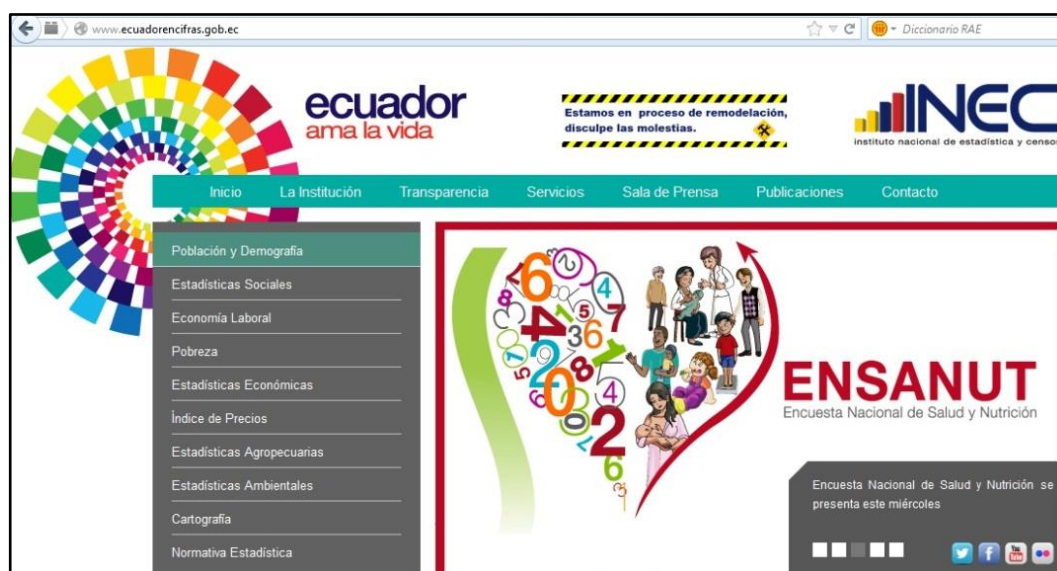 www.ecuadorencifras.gob.ec
Diccionario RAE
ecuador
ama la vida
Estamos en proceso de remodelación,
disculpe las molestias.
INEC
instituto nacional de estadística y censo
Inicio La Institución Transparencia Servicios Sala de Prensa Publicaciones Contacto
Población y Demografía
Estadísticas Sociales
Economía Laboral
Pobreza
Estadísticas Económicas
Índice de Precios
Estadísticas Agropecuarias
Estadísticas Ambientales
Cartografía
Normativa Estadística
ENSANUT
Encuesta Nacional de Salud y Nutrición
Encuesta Nacional de Salud y Nutrición se
presenta este miércoles